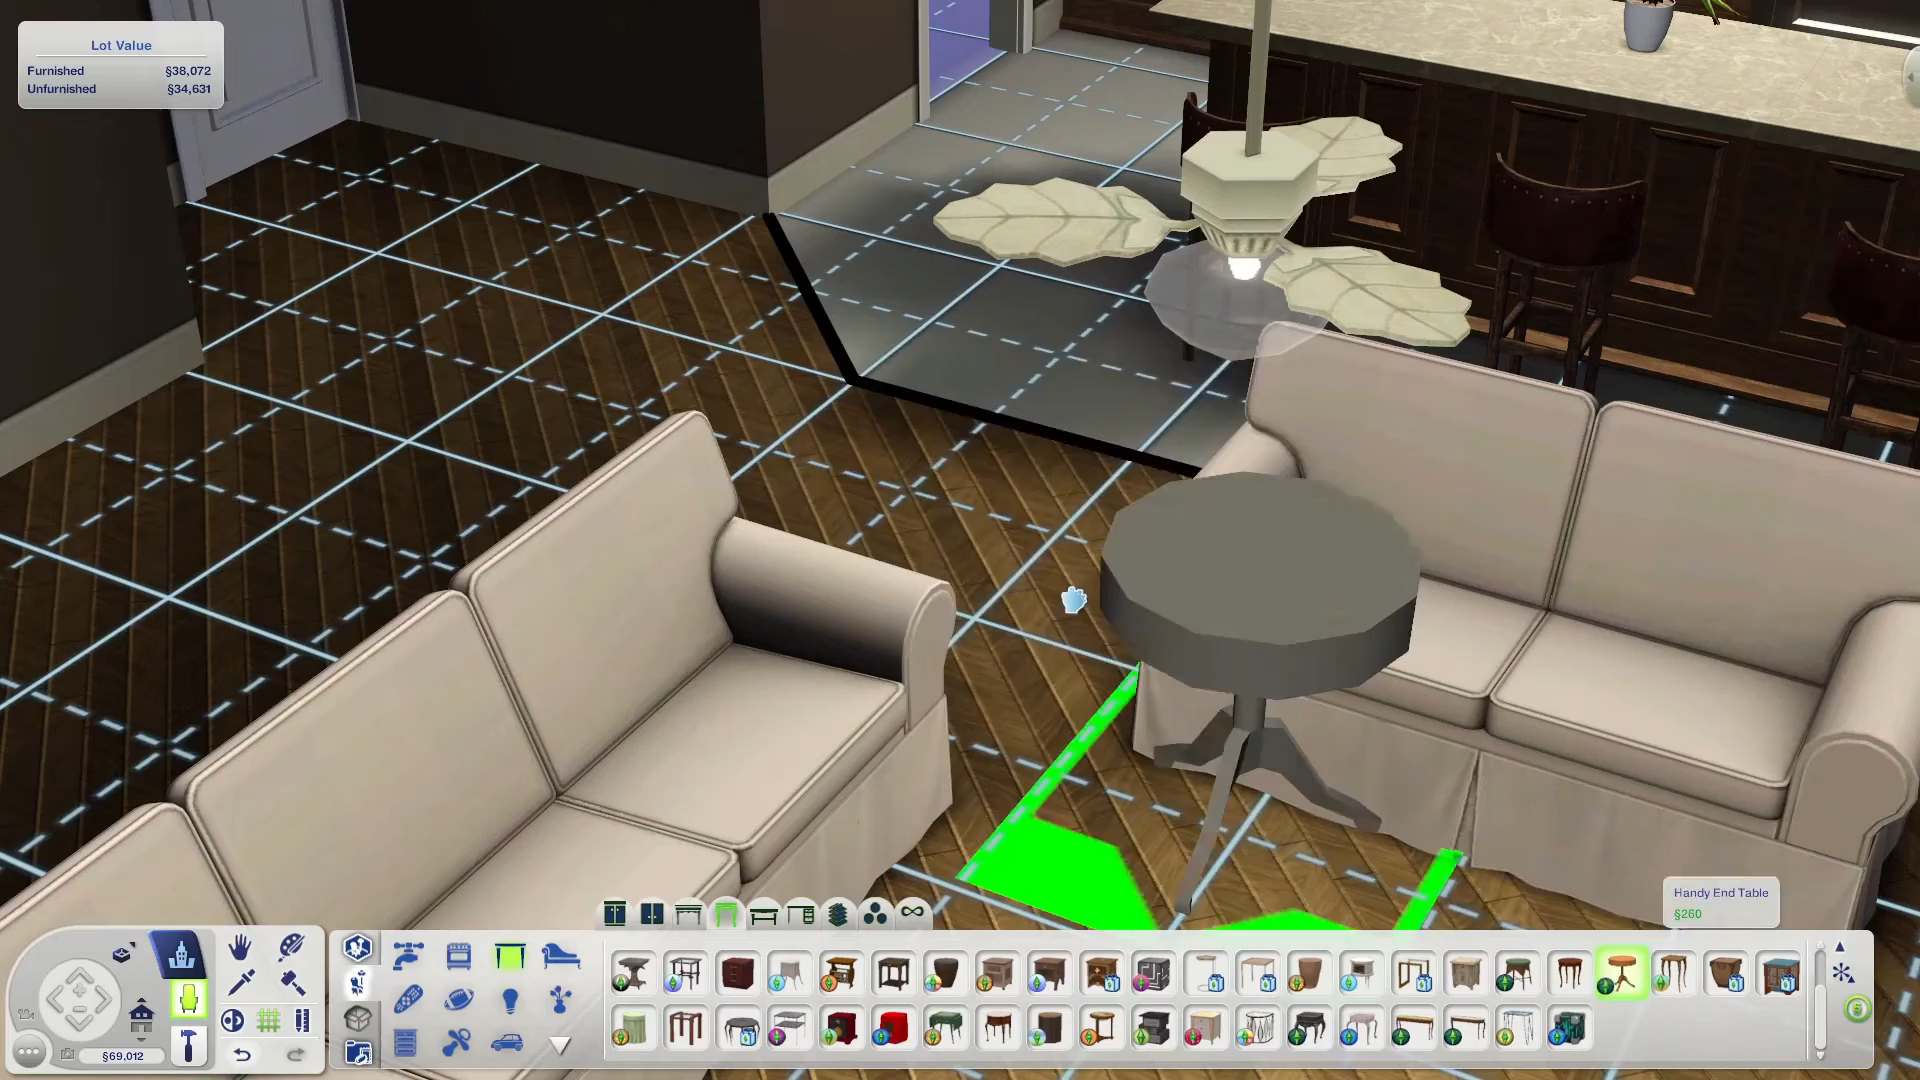 Lot Value
Furnished §38,072
Unfurnished §34,631
Handy End Table
§260
§69,012